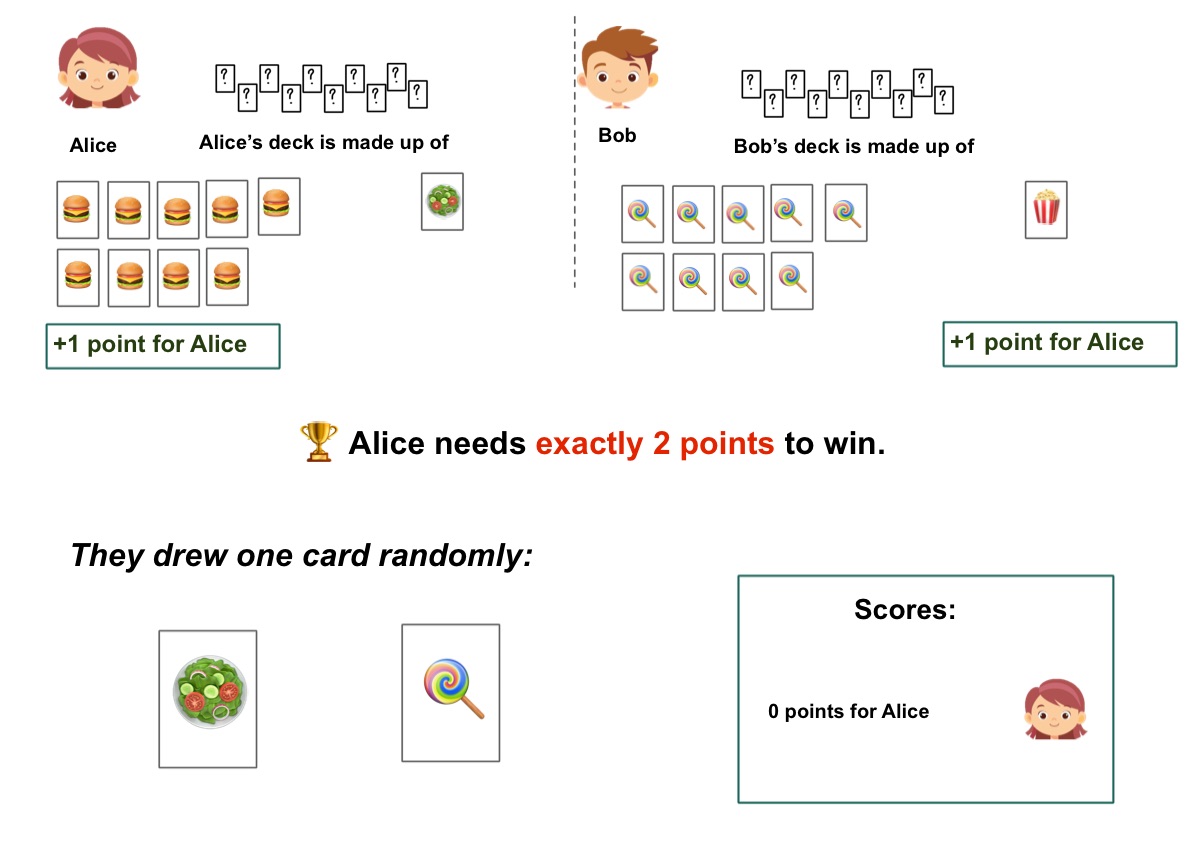 ? ? ? ? ? ? ? ? ? ?
? ? ? ? ? ? ? ? ? ?
Alice
Alice’s deck is made up of
Bob
Bob’s deck is made up of
+1 point for Alice
+1 point for Alice
Alice needs exactly 2 points to win.
They drew one card randomly:
Scores:
0 points for Alice